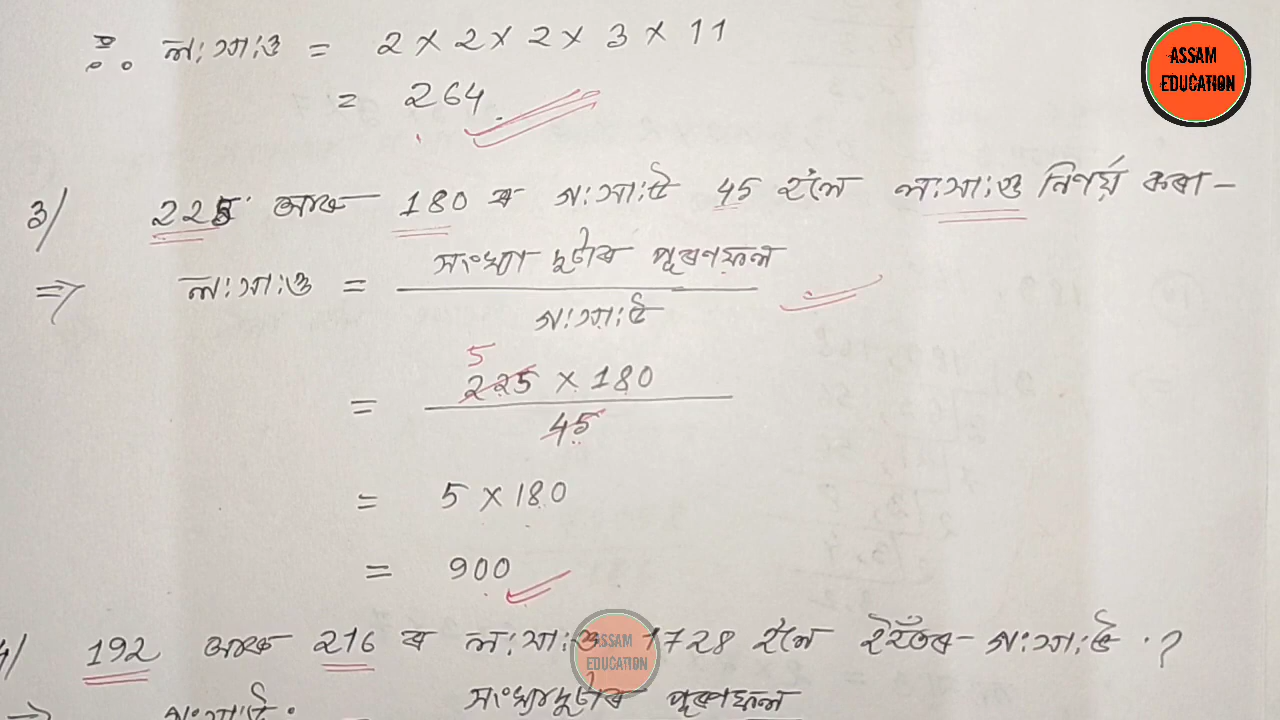 ∴ ল:সা:গু = 2 × 2 × 2 × 3 × 11
= 264
ASSAM
EDUCATION
3/ 225 আৰু 180 ৰ গ:সা:উ 45 হ'লে ল:সা:গু নিৰ্ণয় কৰা –
⇒ ল:সা:গু = সংখ্যা দুটাৰ পূৰণফল
গ:সা:উ
5
= 225 × 180
45
= 5 × 180
= 900
4/ 192 আৰু 216 ৰ ল:সা:গু 1728 হ'লে ইহঁতৰ গ:সা:উ ?
ASSAM
EDUCATION
⇒ গ:সা:উ সংখ্যাদুটাৰ পূৰণফল